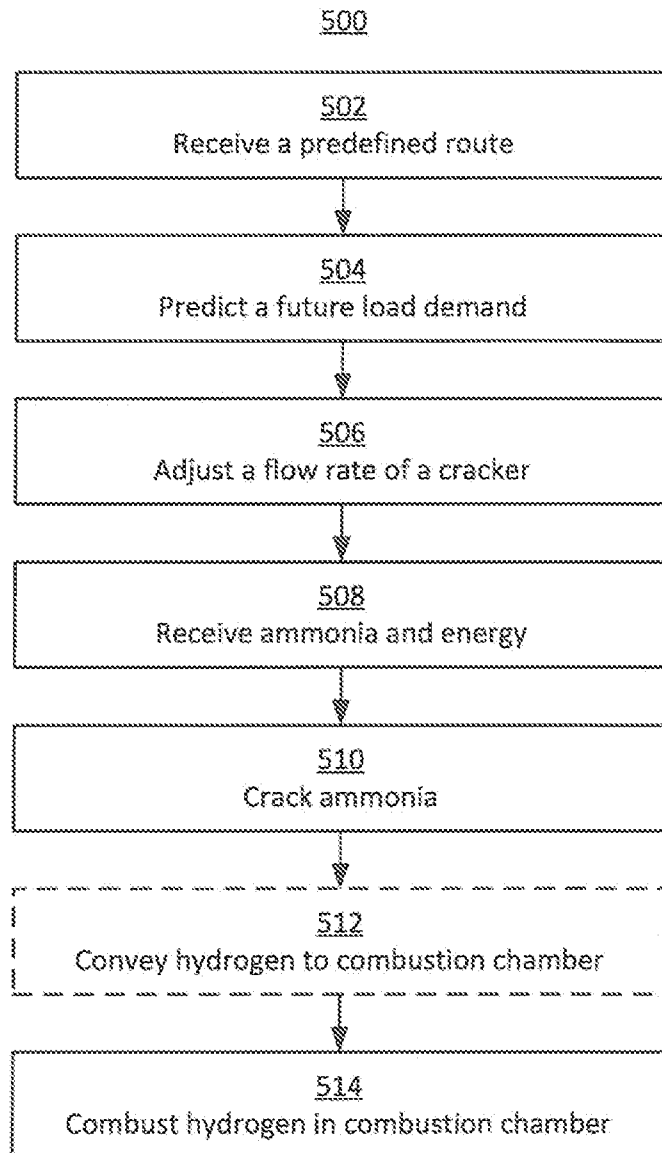 500
502
Receive a predefined route
504
Predict a future load demand
506
Adjust a flow rate of a cracker
508
Receive ammonia and energy
510
Crack ammonia
512
Convey hydrogen to combustion chamber
514
Combust hydrogen in combustion chamber